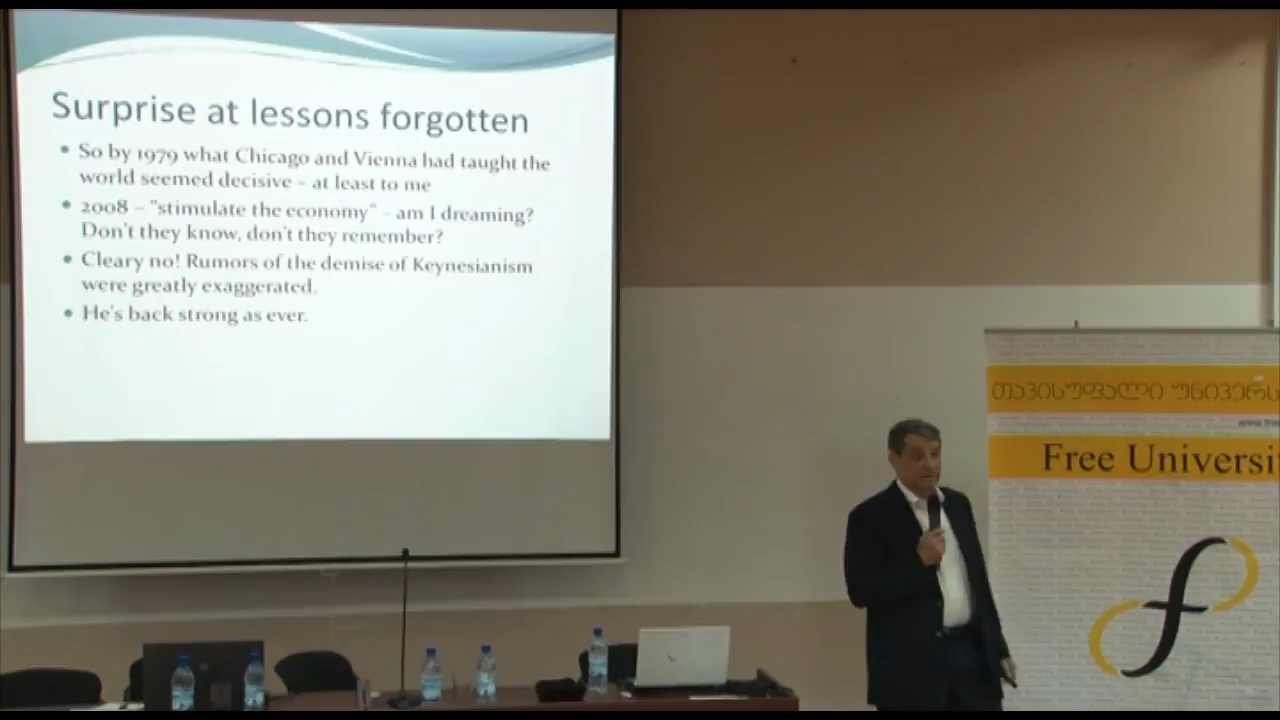 Surprise at lessons forgotten
• So by 1979 what Chicago and Vienna had taught the
world seemed decisive – at least to me
• 2008 – "stimulate the economy" – am I dreaming?
Don't they know, don't they remember?
• Cleary no! Rumors of the demise of Keynesianism
were greatly exaggerated.
• He's back strong as ever.
თავისუფალი უნივერს
Free Universi